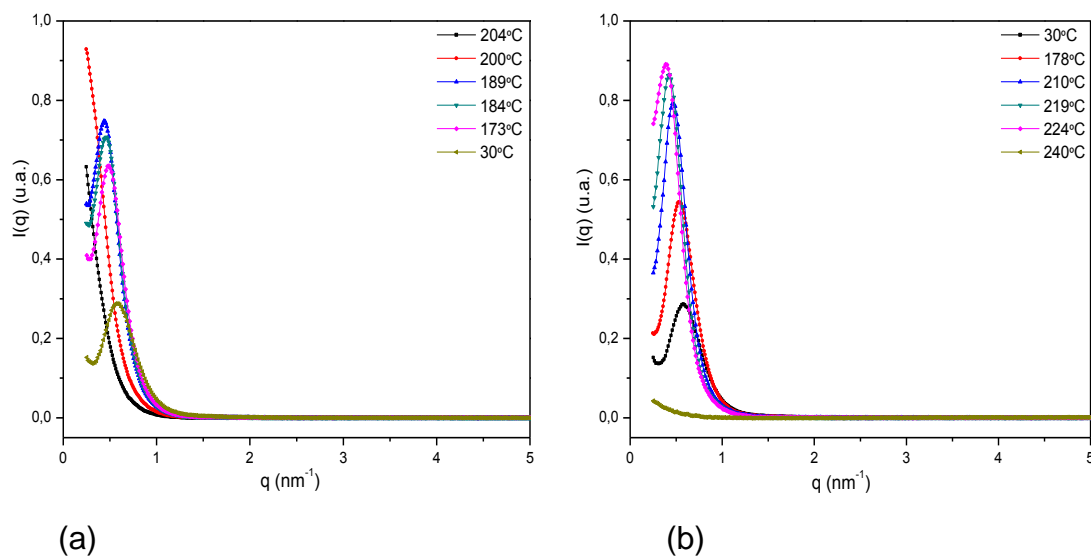 1,0
0,8
0,6
0,4
0,2
0,0
I(q) (u.a.)
0
1
2
3
4
5
q (nm⁻¹)
204ºC
200ºC
189ºC
184ºC
173ºC
30ºC
(a)
1,0
0,8
0,6
0,4
0,2
0,0
I(q) (u.a.)
0
1
2
3
4
5
q (nm⁻¹)
30ºC
178ºC
210ºC
219ºC
224ºC
240ºC
(b)